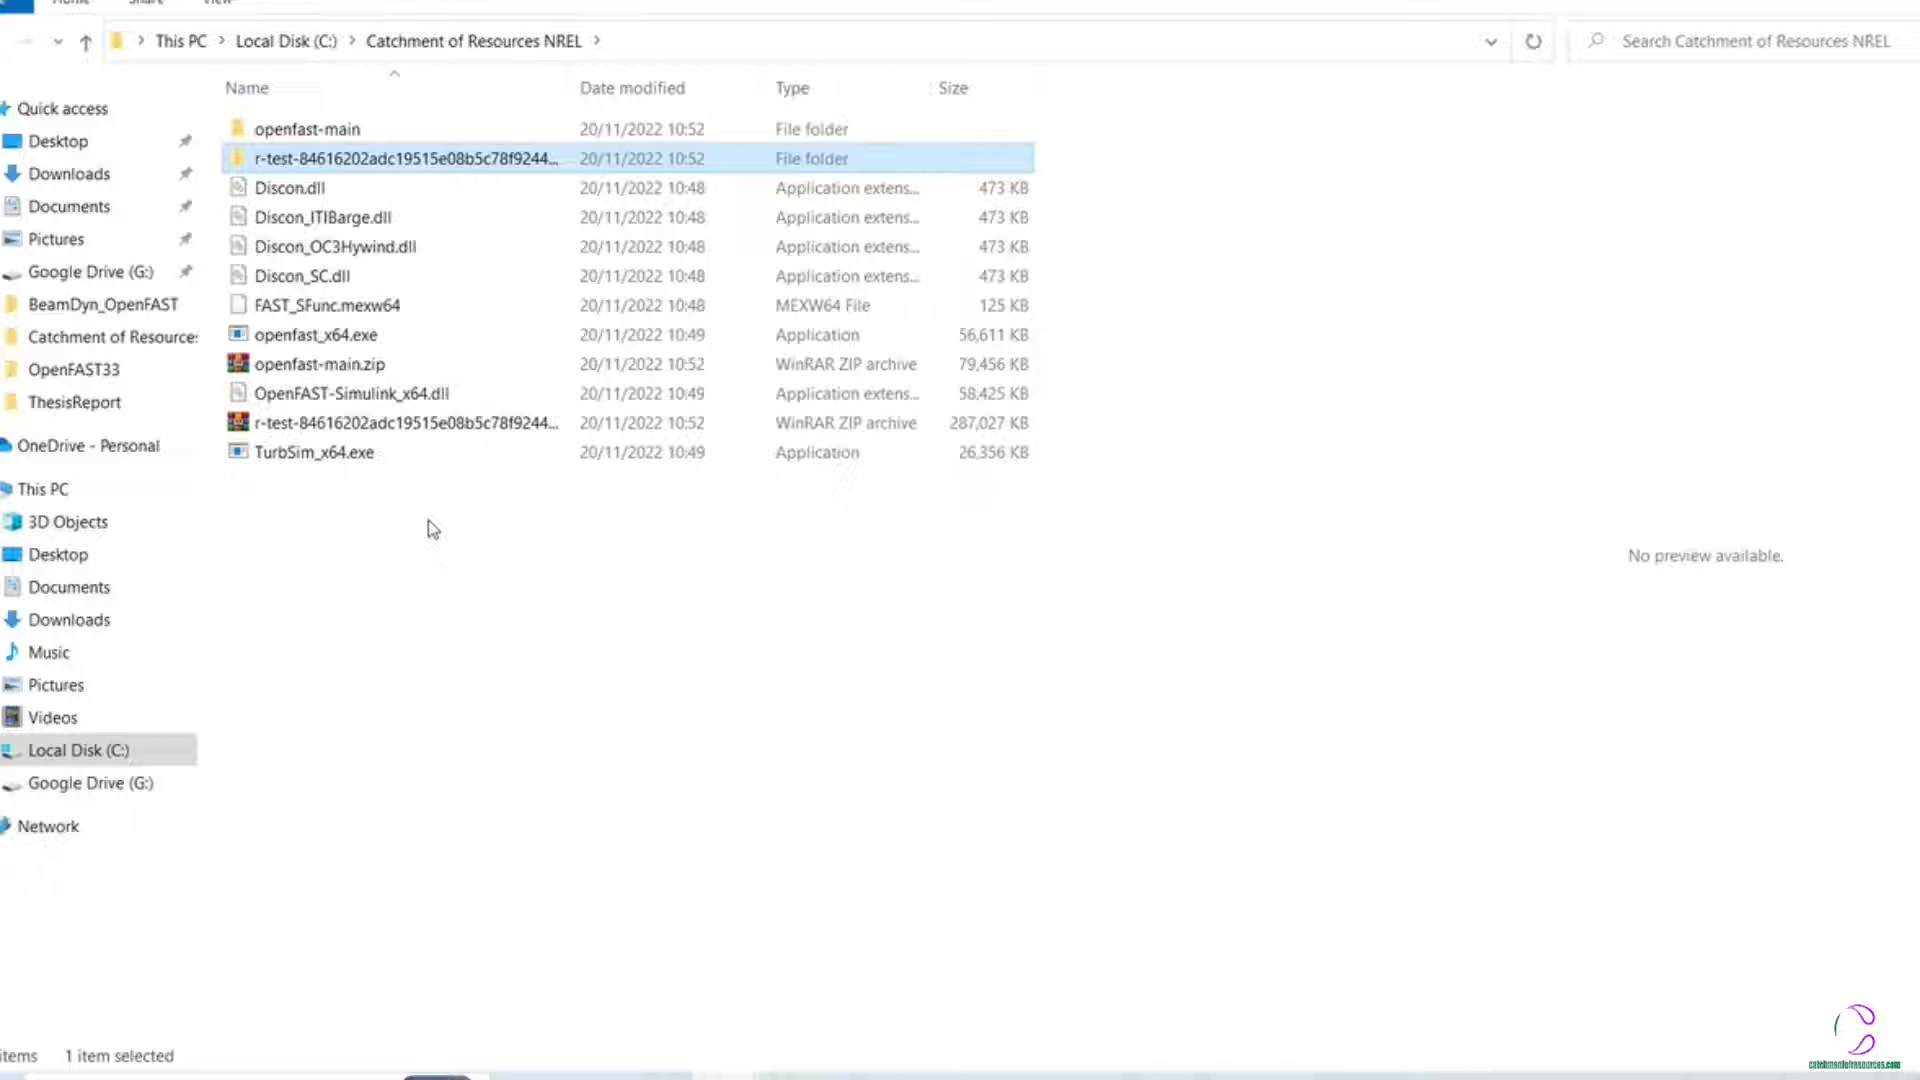 Home Share View
This PC > Local Disk (C:) > Catchment of Resources NREL >
Search Catchment of Resources NREL
Name Date modified Type Size
openfast-main 20/11/2022 10:52 File folder
r-test-84616202adc19515e08b5c78f9244... 20/11/2022 10:52 File folder
Discon.dll 20/11/2022 10:48 Application extens... 473 KB
Discon_ITIBarge.dll 20/11/2022 10:48 Application extens... 473 KB
Discon_OC3Hywind.dll 20/11/2022 10:48 Application extens... 473 KB
Discon_SC.dll 20/11/2022 10:48 Application extens... 473 KB
FAST_SFunc.mexw64 20/11/2022 10:48 MEXW64 File 125 KB
openfast_x64.exe 20/11/2022 10:49 Application 56,611 KB
openfast-main.zip 20/11/2022 10:52 WinRAR ZIP archive 79,456 KB
OpenFAST-Simulink_x64.dll 20/11/2022 10:49 Application extens... 58,425 KB
r-test-84616202adc19515e08b5c78f9244... 20/11/2022 10:52 WinRAR ZIP archive 287,027 KB
TurbSim_x64.exe 20/11/2022 10:49 Application 26,356 KB
Quick access
Desktop
Downloads
Documents
Pictures
Google Drive (G:)
BeamDyn_OpenFAST
Catchment of Resources
OpenFAST33
ThesisReport
OneDrive - Personal
This PC
3D Objects
Desktop
Documents
Downloads
Music
Pictures
Videos
Local Disk (C:)
Google Drive (G:)
Network
No preview available.
items 1 item selected
catchmentofresources.com